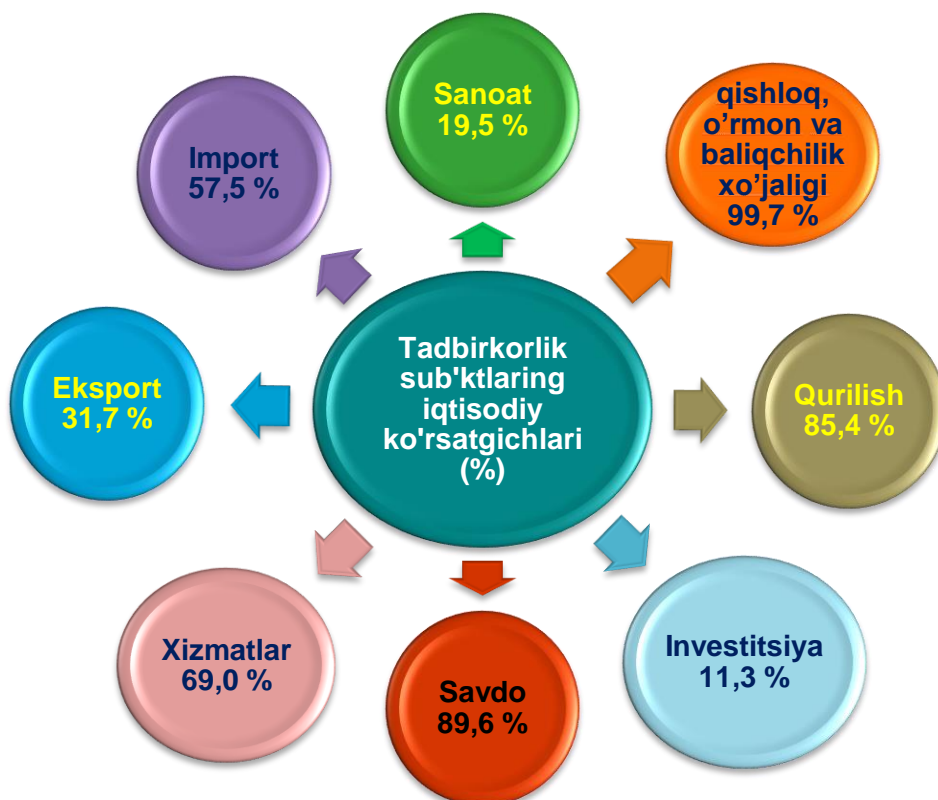 Sanoat
19,5 %
qishloq,
o’rmon va
baliqchilik
xo’jaligi
99,7 %
Import
57,5 %
Tadbirkorlik
sub'ktlaring
iqtisodiy
ko'rsatgichlari
(%)
Eksport
31,7 %
Qurilish
85,4 %
Xizmatlar
69,0 %
Savdo
89,6 %
Investitsiya
11,3 %